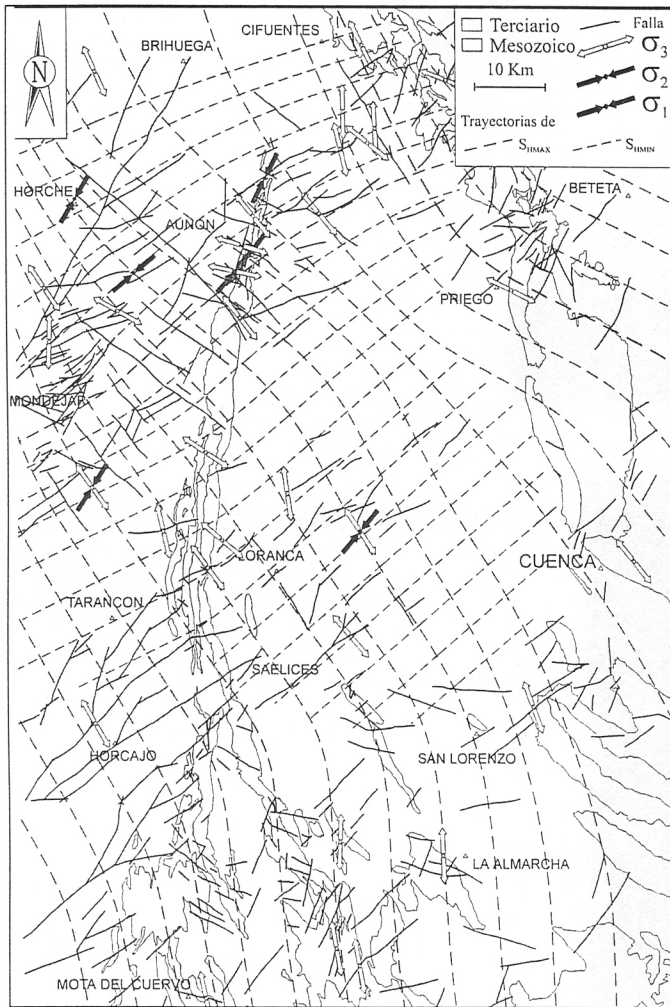 CIFUENTES
BRIHUEGA
N
Terciario
Mesozoico
10 Km
Falla
σ3
σ2
σ1
Trayectorias de
SHMAX
SHMIN
HORCHE
AUÑON
BETETA
PRIEGO
MONDEJAR
LORANCA
CUENCA
TARANCON
SAELICES
HORCAJO
SAN LORENZO
LA ALMARCHA
MOTA DEL CUERVO